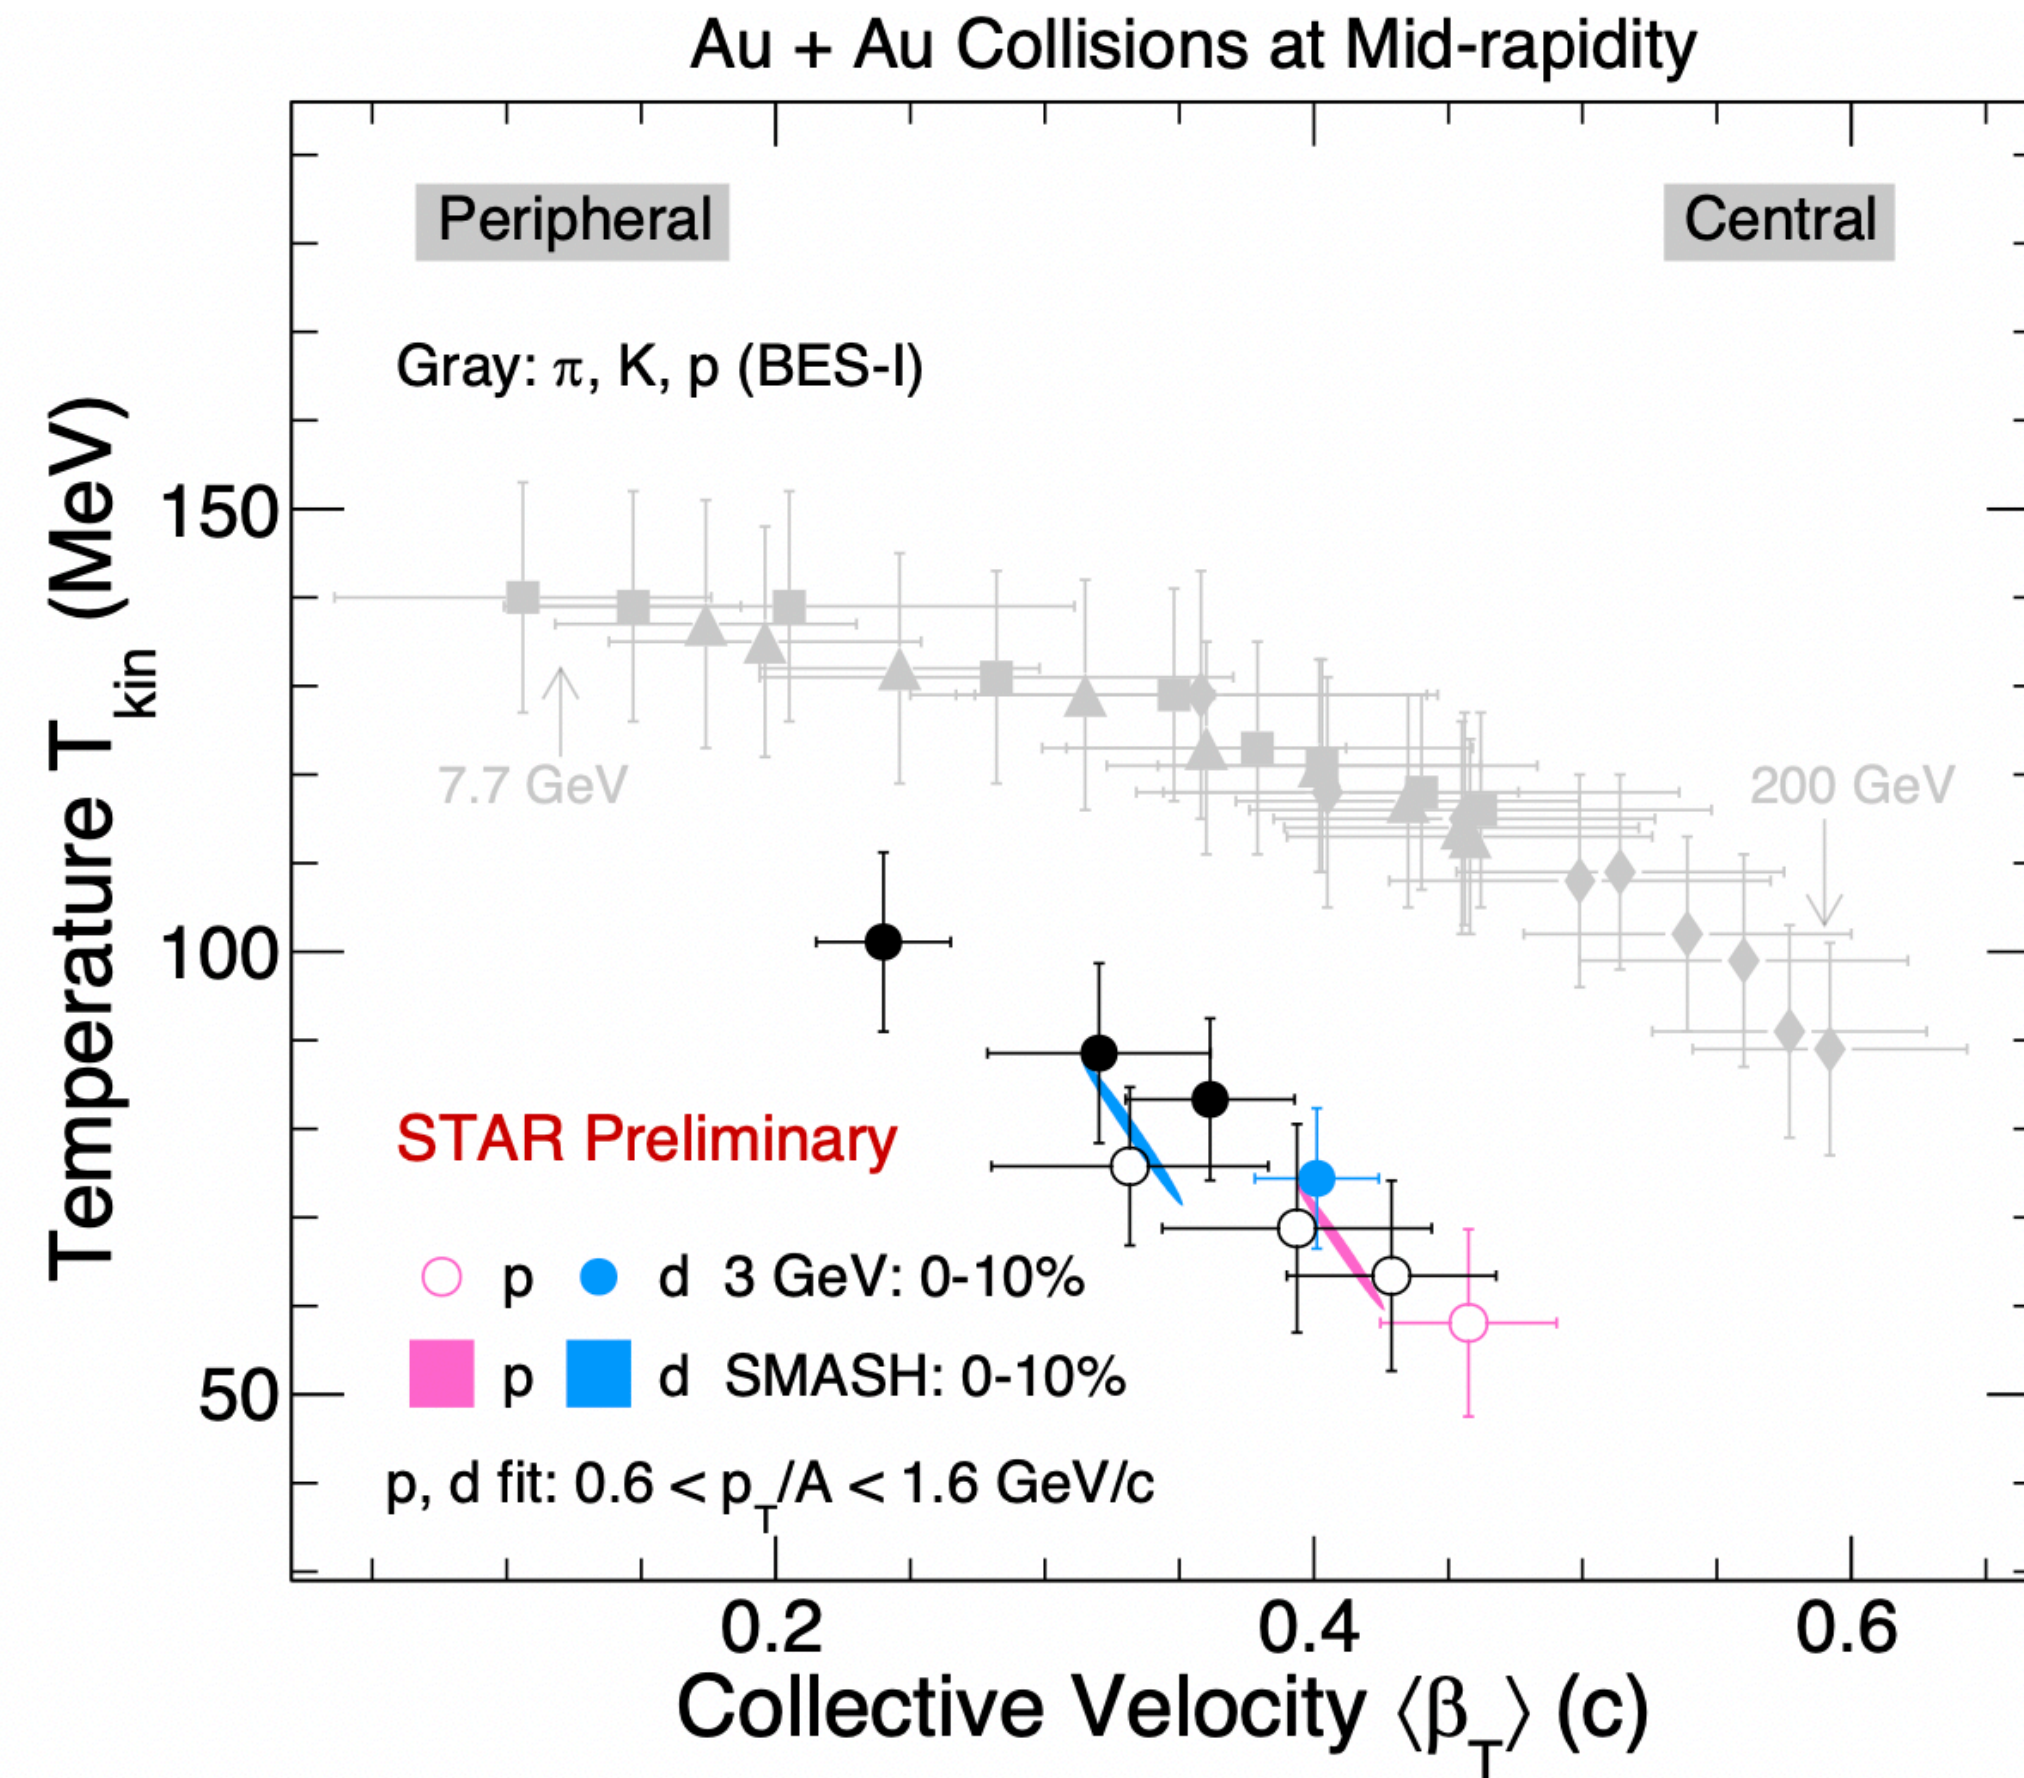 Au + Au Collisions at Mid-rapidity
Peripheral
Central
Gray: π, K, p (BES-I)
Temperature T_kin (MeV)
150
100
50
7.7 GeV
200 GeV
STAR Preliminary
p d 3 GeV: 0-10%
p d SMASH: 0-10%
p, d fit: 0.6 < p_T/A < 1.6 GeV/c
0.2 0.4 0.6
Collective Velocity ⟨β_T⟩ (c)